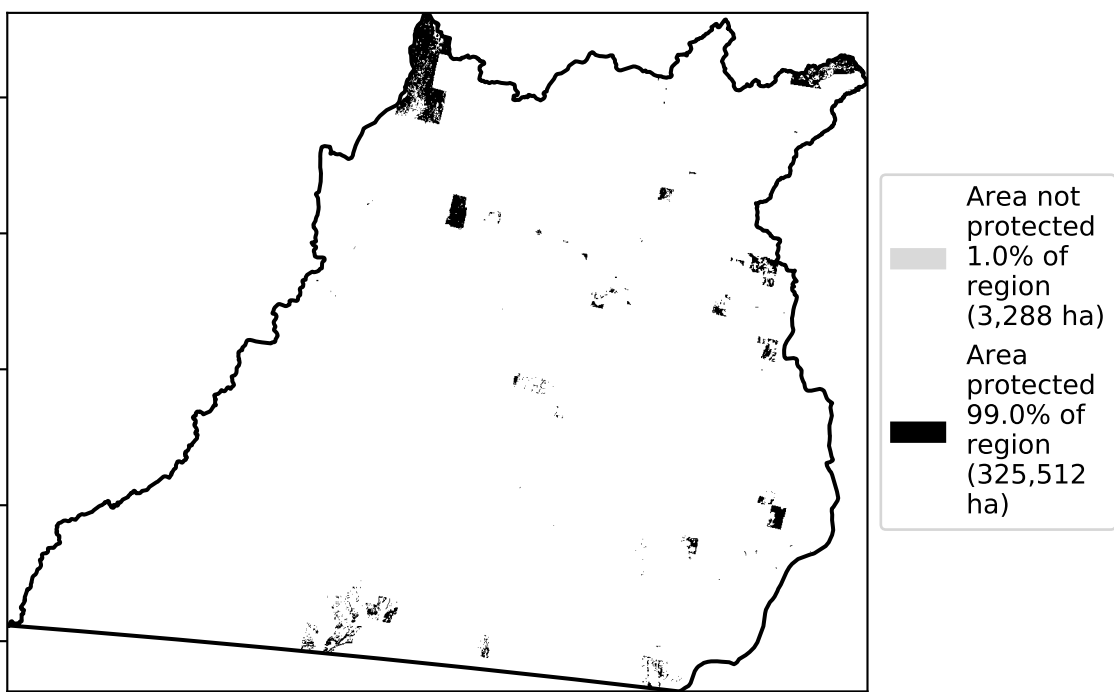 Area not
protected
1.0% of
region
(3,288 ha)
Area
protected
99.0% of
region
(325,512
ha)